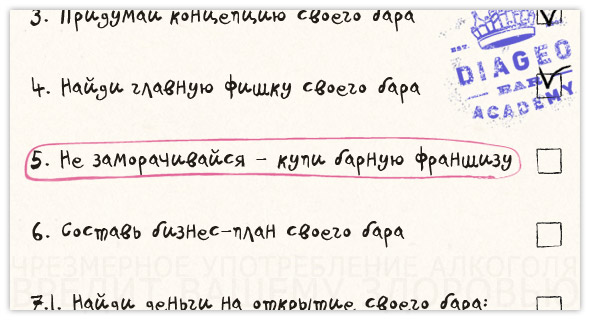 3. Придумай концепцию своего бара
DIAGEO
BAR
ACADEMY
4. Найди главную фишку своего бара
5. Не заморачивайся – купи барную франшизу
6. Составь бизнес-план своего бара
ЧРЕЗМЕРНОЕ УПОТРЕБЛЕНИЕ АЛКОГОЛЯ
ВРЕДИТ ВАШЕМУ ЗДОРОВЬЮ
7.1. Найди деньги на открытие своего бара: